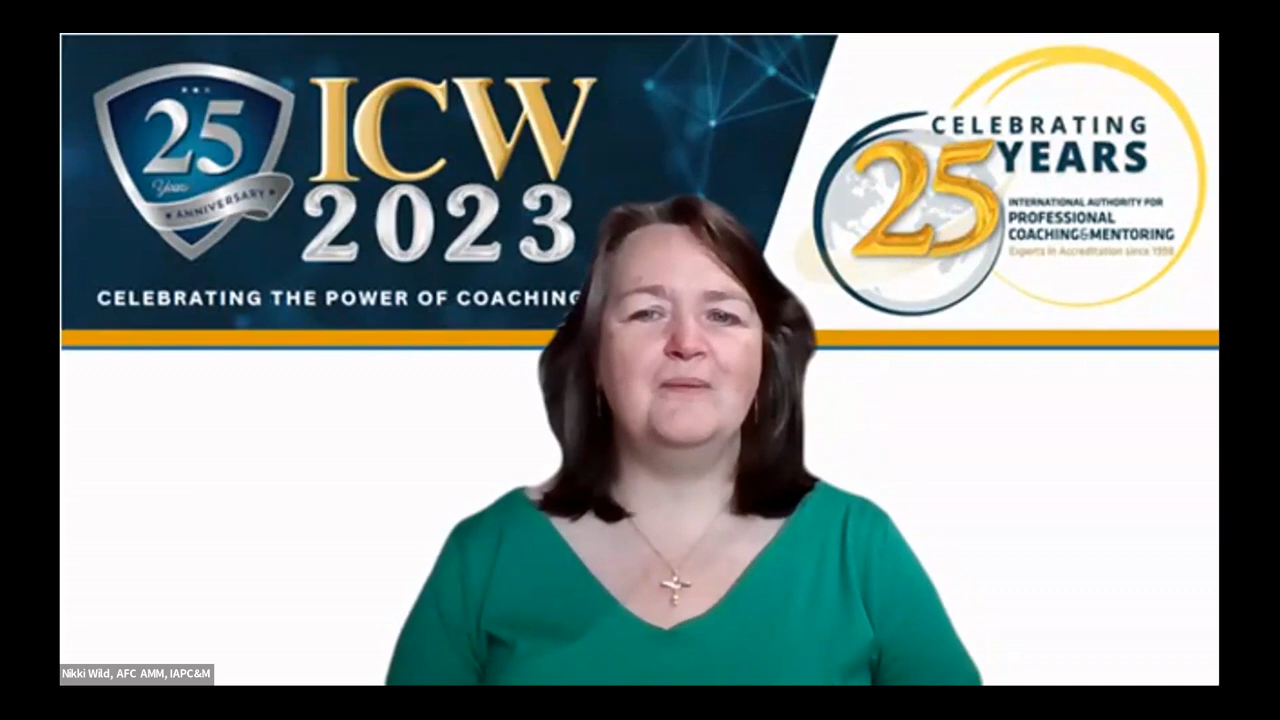 25
Years
ANNIVERSARY
ICW
2023
CELEBRATING THE POWER OF COACHING
CELEBRATING
25 YEARS
INTERNATIONAL AUTHORITY FOR
PROFESSIONAL
COACHING&MENTORING
Experts in Accreditation since 1998
Nikki Wild, AFC AMM, IAPC&M